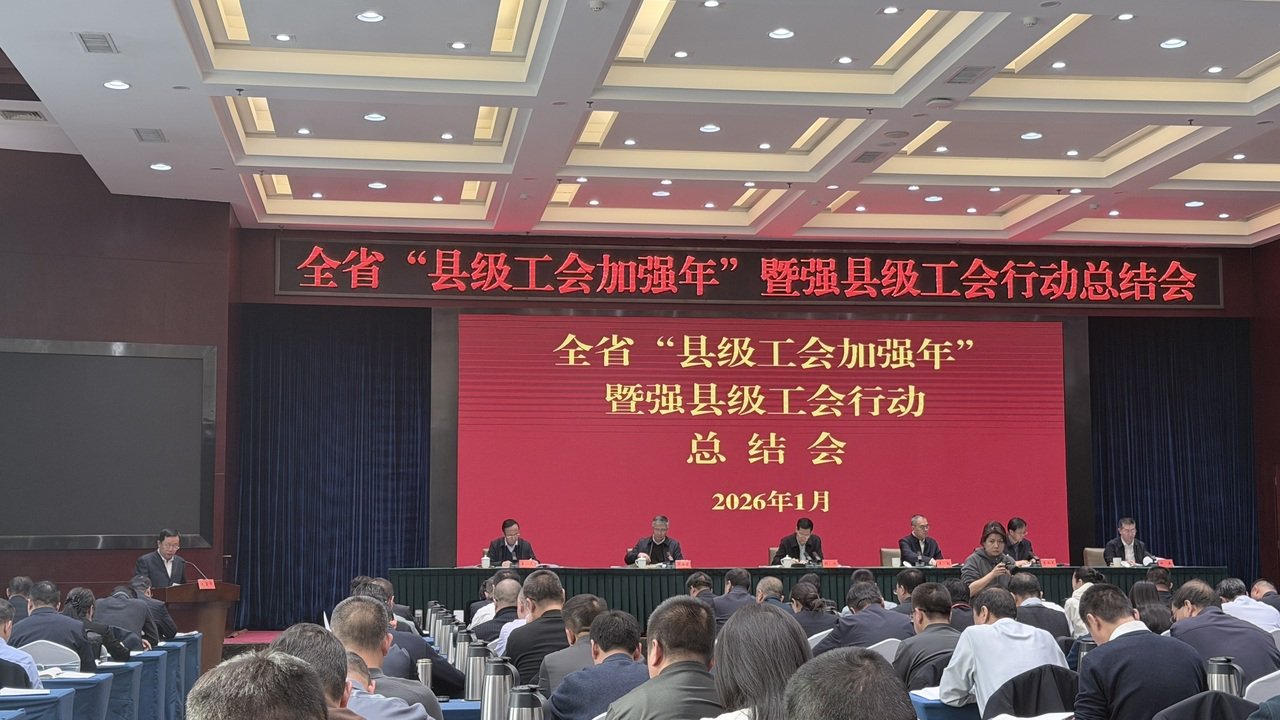 全省“县级工会加强年”暨强县级工会行动总结会
全省“县级工会加强年”
暨强县级工会行动
总结会
2026年1月